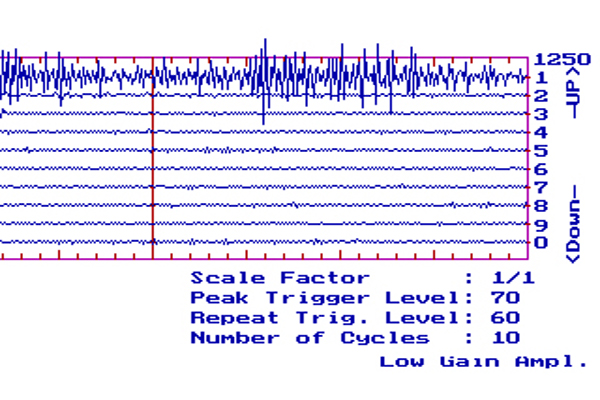 1250
1
2
3
4
5
6
7
8
9
0
<Down— —UP>
Scale Factor : 1/1
Peak Trigger Level: 70
Repeat Trig. Level: 60
Number of Cycles : 10
Low Gain Ampl.